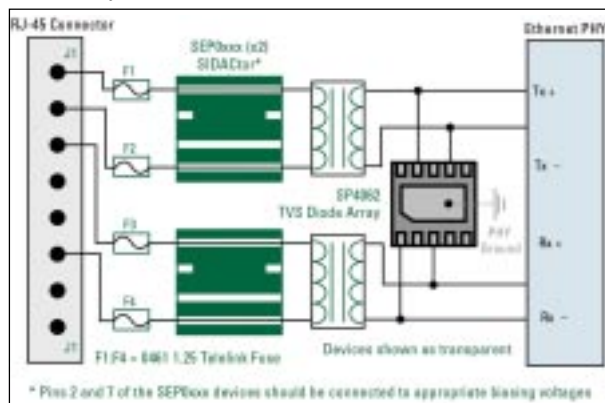 RJ-45 Connector
Ethernet PHY
J1
SEP0xxx (x2)
SIDACtor*
F1
Tx +
F2
Tx -
SP4062
TVS Diode Array
PHY
Ground
F3
Rx +
F4
Rx -
J1
F1:F4 = 0461 1.25 Telelink Fuse
Devices shown as transparent
* Pins 2 and 7 of the SEP0xxx devices should be connected to appropriate biasing voltages